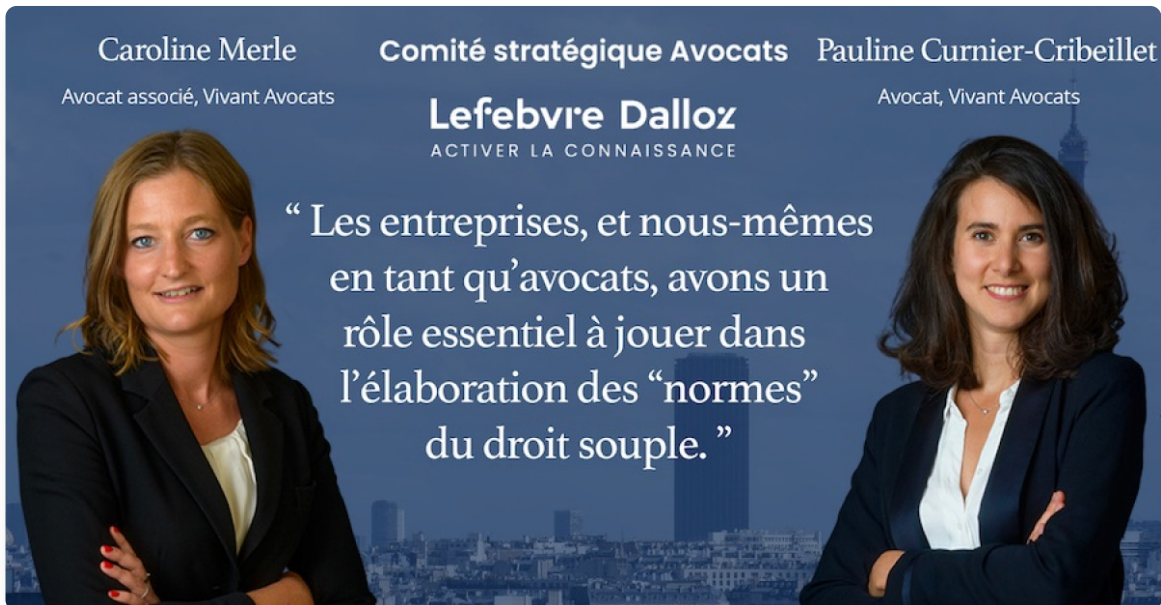 Caroline Merle
Avocat associé, Vivant Avocats
Comité stratégique Avocats
Lefebvre Dalloz
ACTIVER LA CONNAISSANCE
Pauline Curnier-Cribeillet
Avocat, Vivant Avocats
“ Les entreprises, et nous-mêmes
en tant qu’avocats, avons un
rôle essentiel à jouer dans
l’élaboration des “normes”
du droit souple. ”